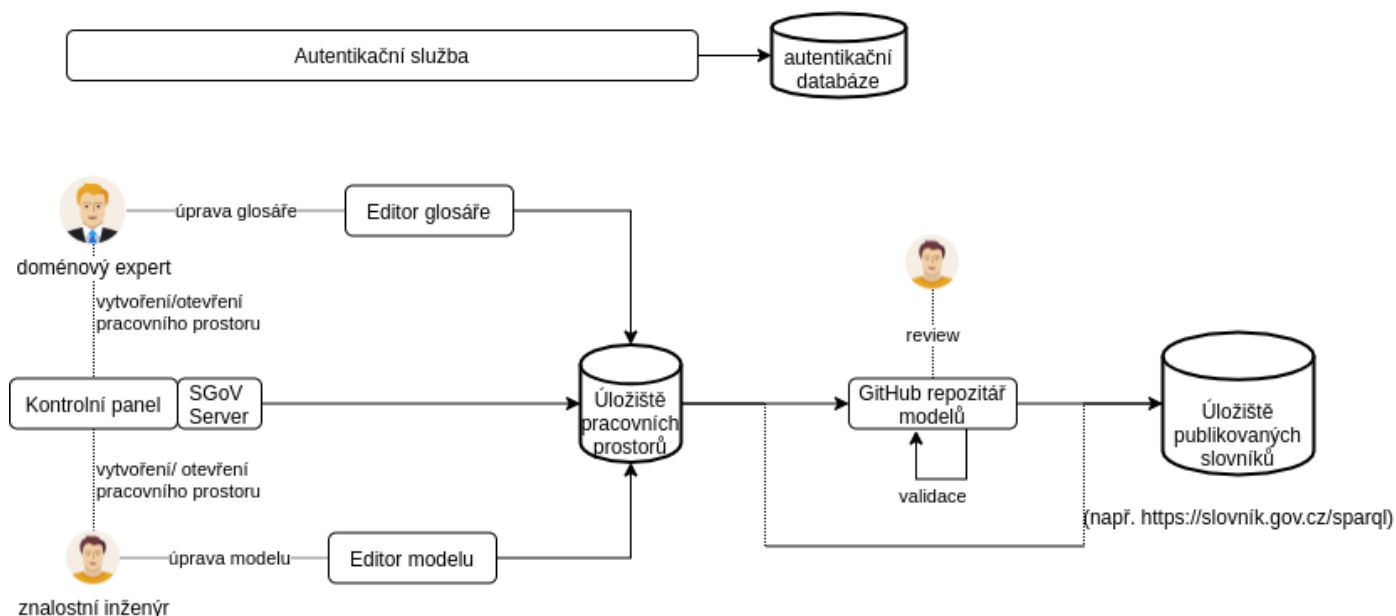 Autentikační služba
autentikační
databáze
úprava glosáře
Editor glosáře
doménový expert
vytvoření/otevření
pracovního prostoru
review
Kontrolní panel
SGoV
Server
Úložiště
pracovních
prostorů
GitHub repozitář
modelů
Úložiště
publikovaných
slovníků
vytvoření/ otevření
pracovního prostoru
validace
(např. https://slovník.gov.cz/sparql)
úprava modelu
Editor modelu
znalostní inženýr